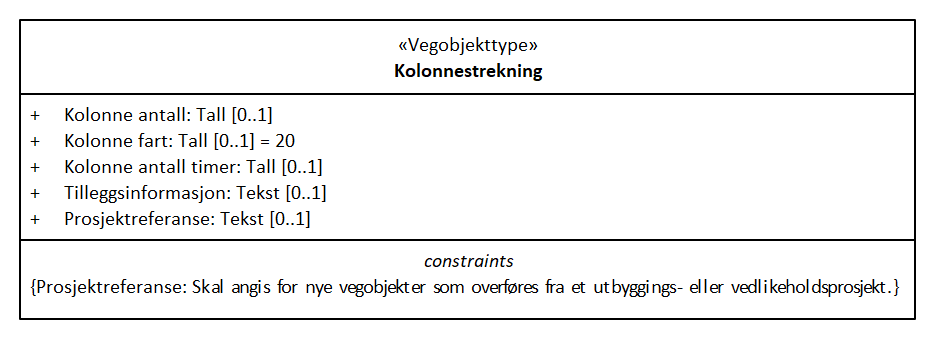 «Vegobjekttype»
Kolonnestrekning
+ Kolonne antall: Tall [0..1]
+ Kolonne fart: Tall [0..1] = 20
+ Kolonne antall timer: Tall [0..1]
+ Tilleggsinformasjon: Tekst [0..1]
+ Prosjektreferanse: Tekst [0..1]
constraints
{Prosjektreferanse: Skal angis for nye vegobjekter som overføres fra et utbyggings- eller vedlikeholdsprosjekt.}